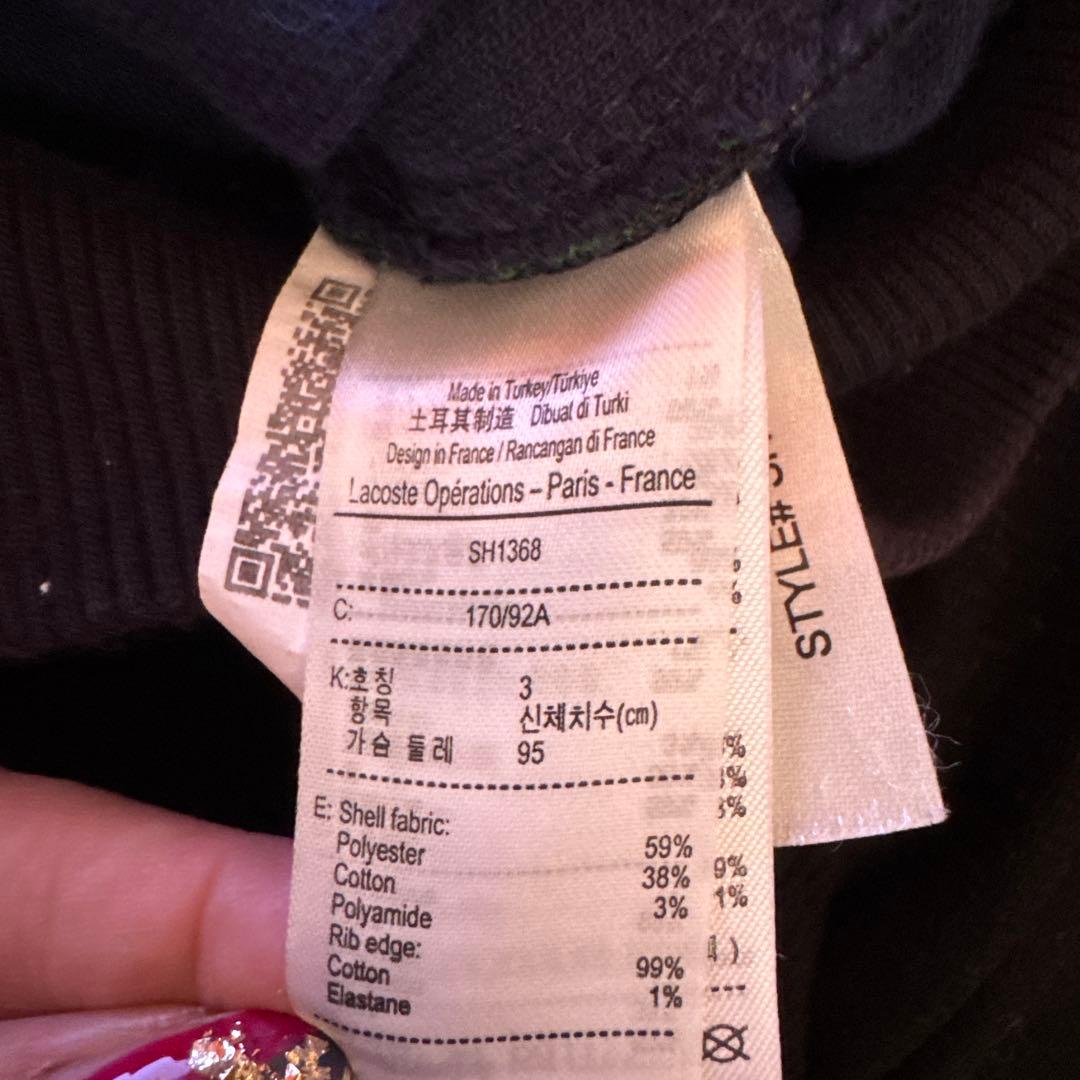 Made in Turkey/Türkiye
土耳其制造 Dibuat di Turki
Design in France / Rancangan di France
Lacoste Opérations – Paris - France
SH1368
C: 170/92A
K:호칭 3
항목 신체치수(cm)
가슴 둘레 95
E: Shell fabric:
Polyester 59%
Cotton 38%
Polyamide 3%
Rib edge:
Cotton 99%
Elastane 1%
STYLE#